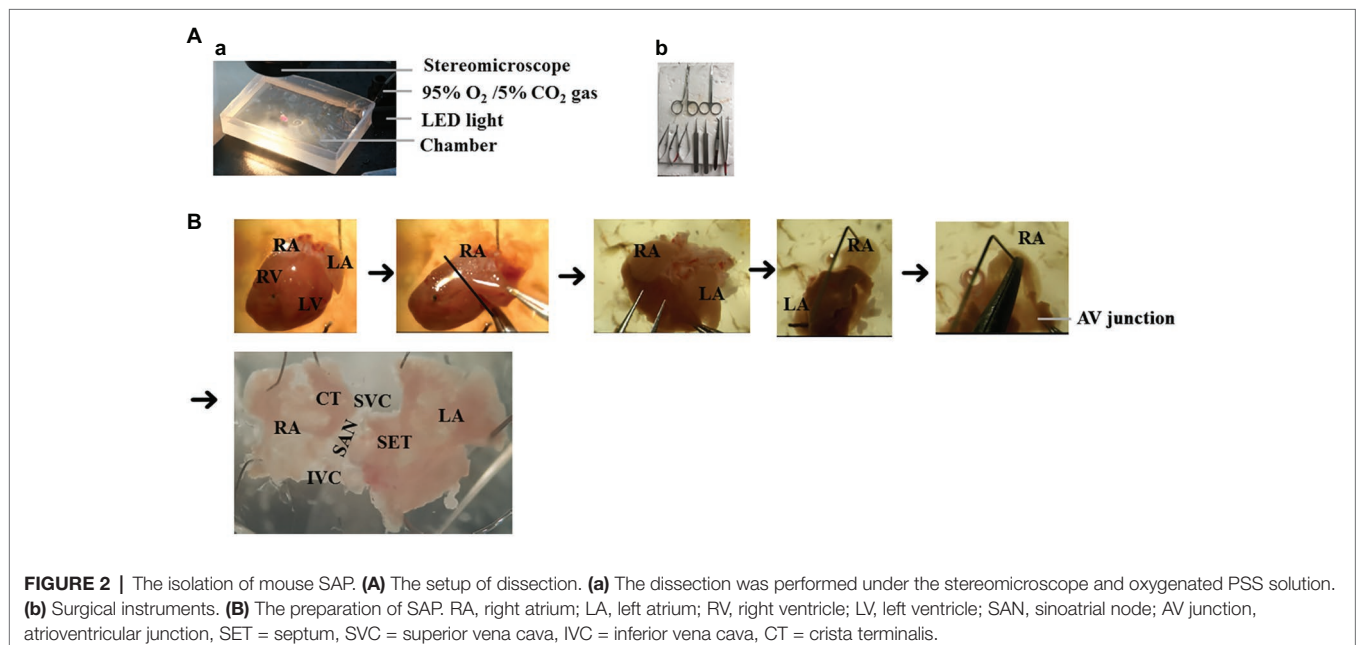 A
a
Stereomicroscope
95% O2 /5% CO2 gas
LED light
Chamber
b
B
RA
RV
LA
LV
RA
RA
LA
RA
LA
RA
AV junction
CT
SVC
LA
RA
SAN
SET
IVC
FIGURE 2 | The isolation of mouse SAP. (A) The setup of dissection. (a) The dissection was performed under the stereomicroscope and oxygenated PSS solution.
(b) Surgical instruments. (B) The preparation of SAP. RA, right atrium; LA, left atrium; RV, right ventricle; LV, left ventricle; SAN, sinoatrial node; AV junction,
atrioventricular junction, SET = septum, SVC = superior vena cava, IVC = inferior vena cava, CT = crista terminalis.